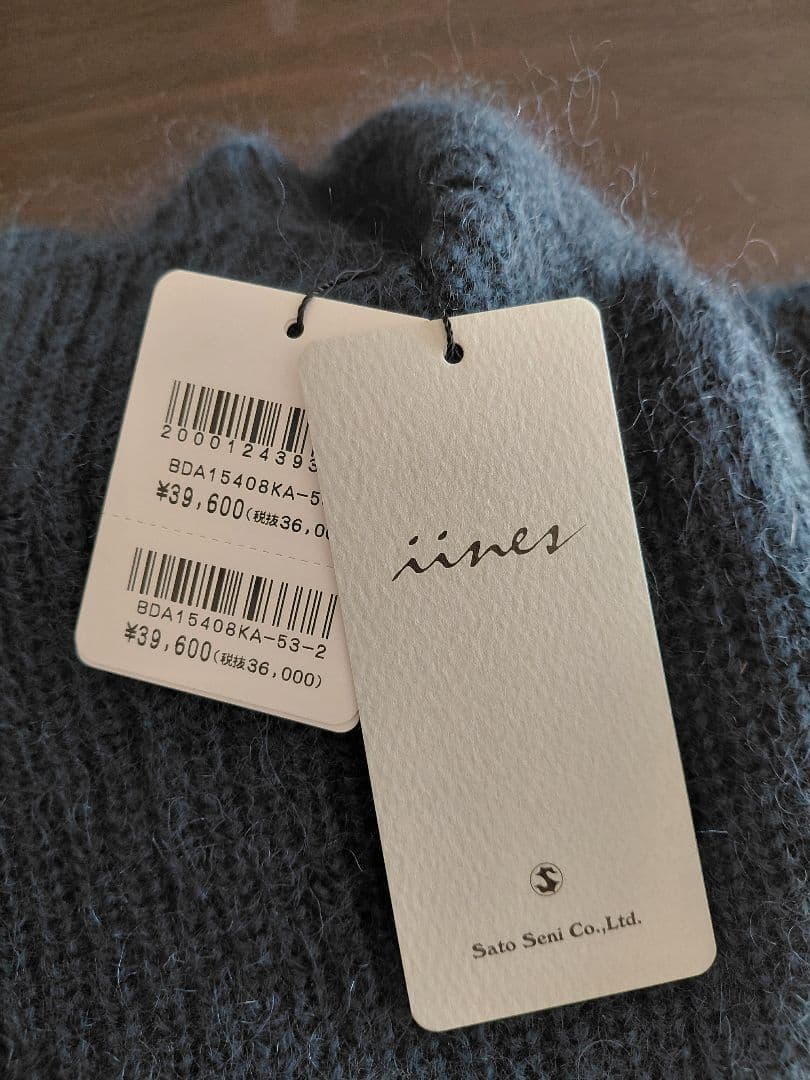 2000124393
BDA15408KA-5
¥39,600(税抜36,00
BDA15408KA-53-2
¥39,600(税抜36,000)
iines
Sato Seni Co.,Ltd.